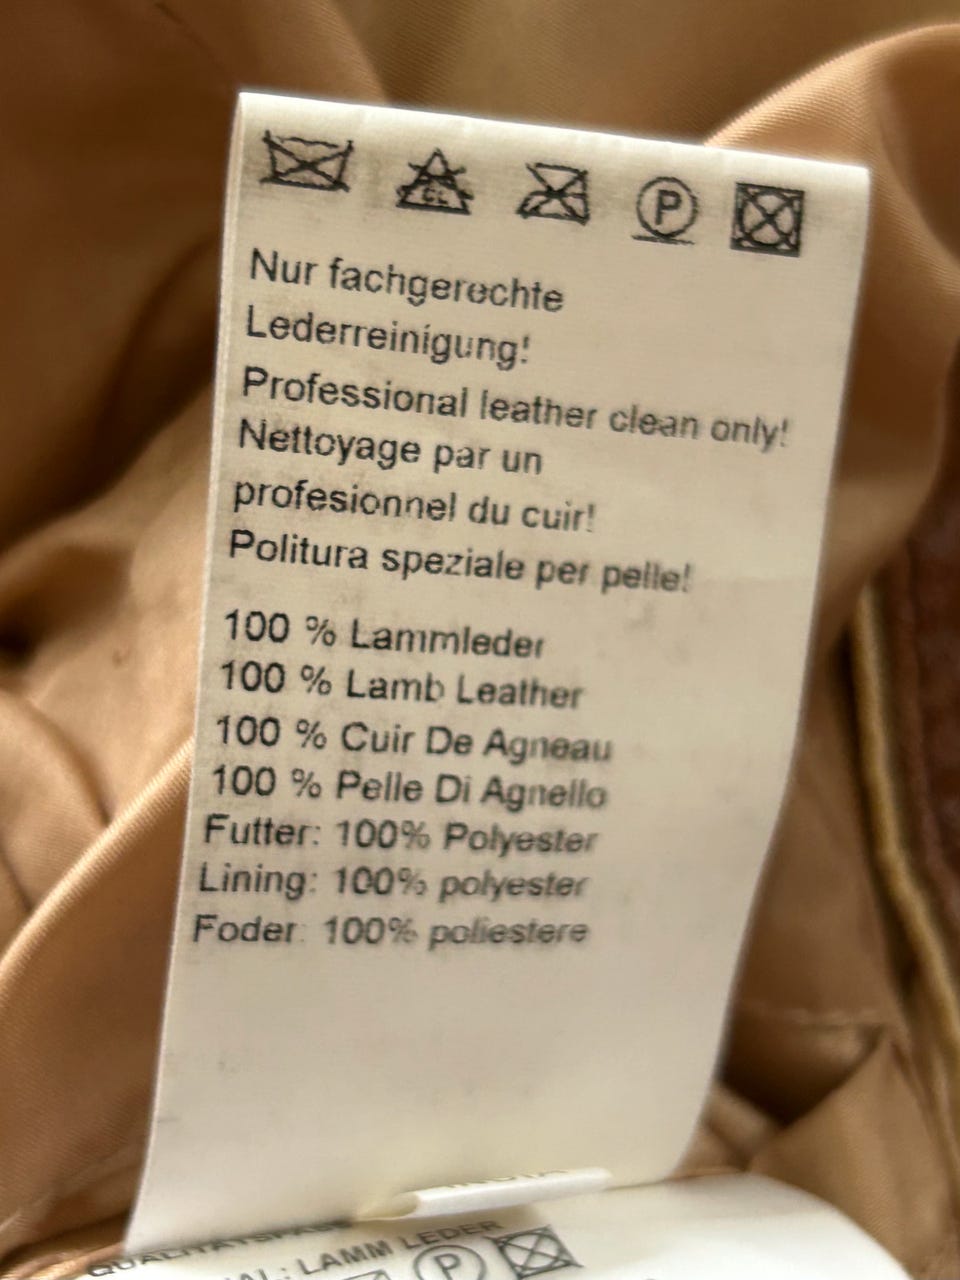 CL P
Nur fachgerechte
Lederreinigung!
Professional leather clean only!
Nettoyage par un
profesionnel du cuir!
Politura speziale per pelle!
100 % Lammleder
100 % Lamb Leather
100 % Cuir De Agneau
100 % Pelle Di Agnello
Futter: 100% Polyester
Lining: 100% polyester
Foder: 100% poliestere
LAMM LEDER
P